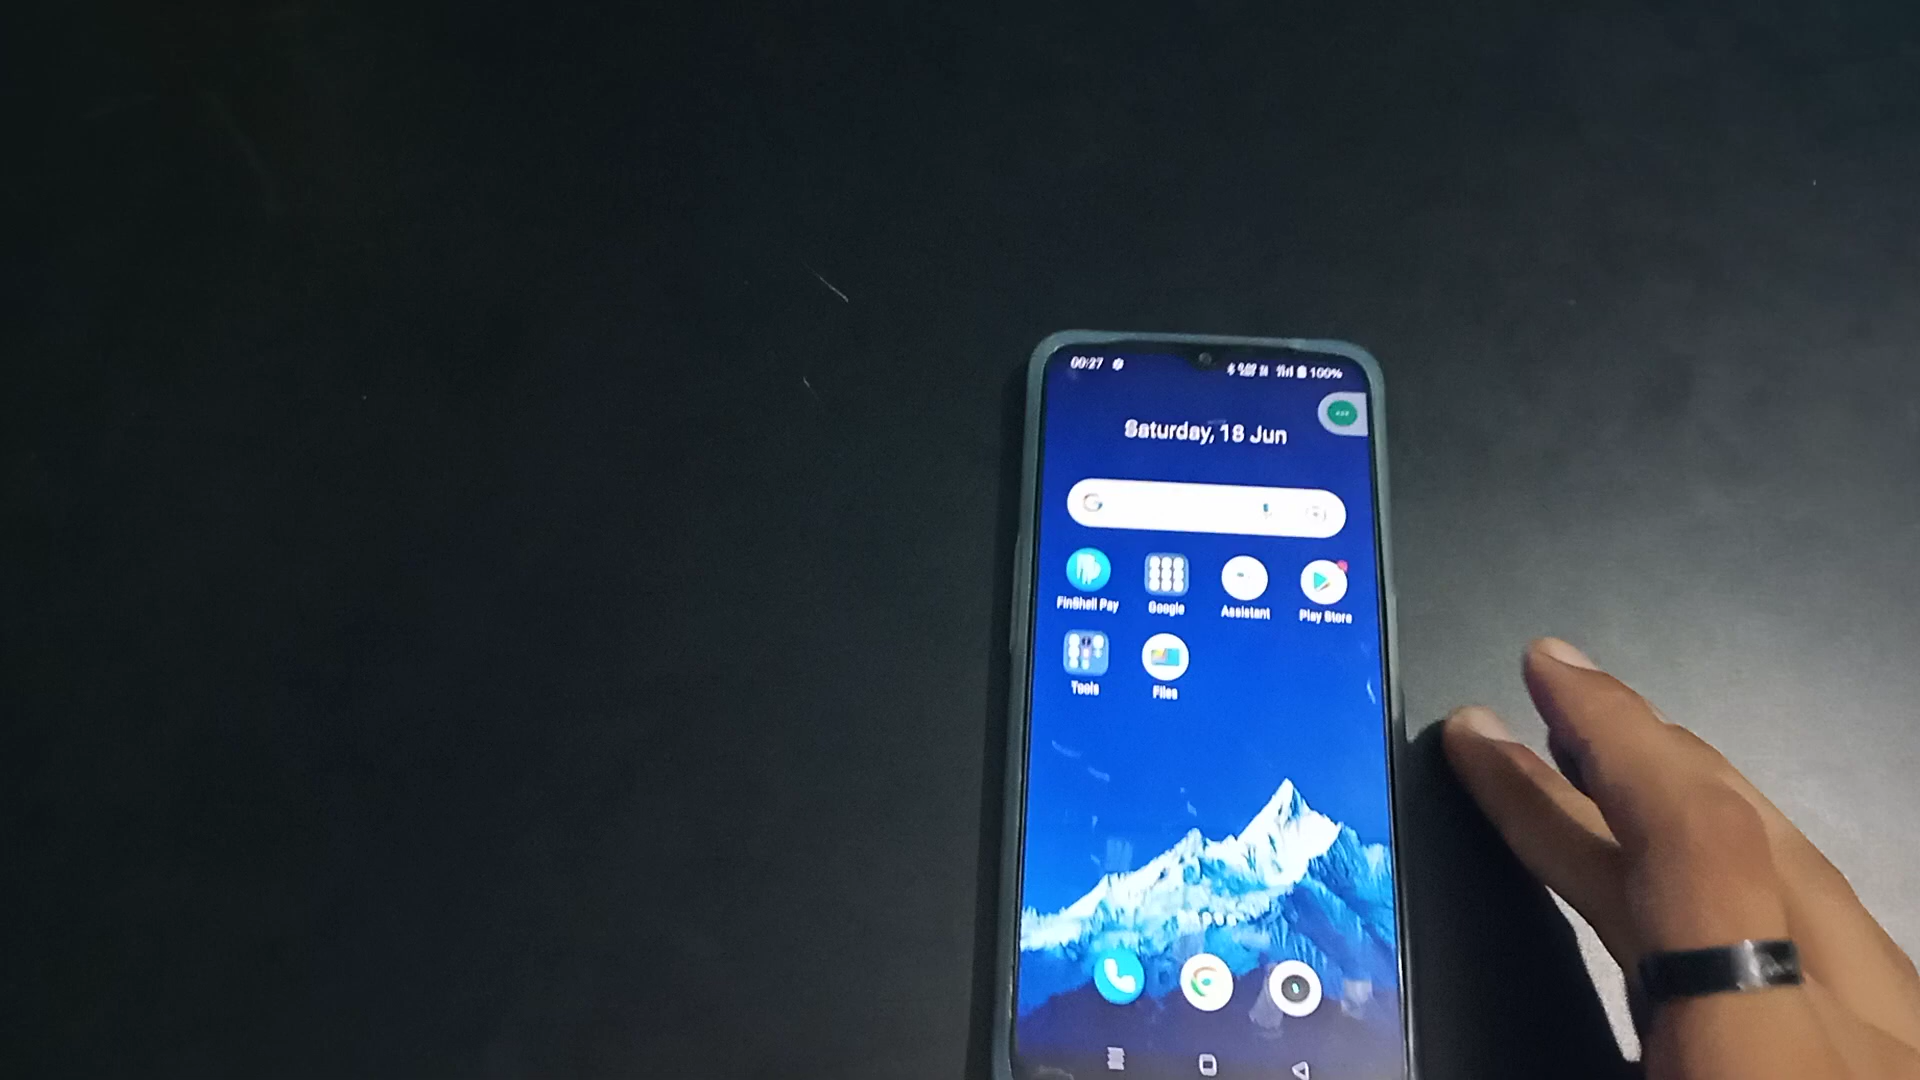 00:27
100%
Saturday, 18 Jun
FinShell Pay Google Assistant Play Store
Tools Files